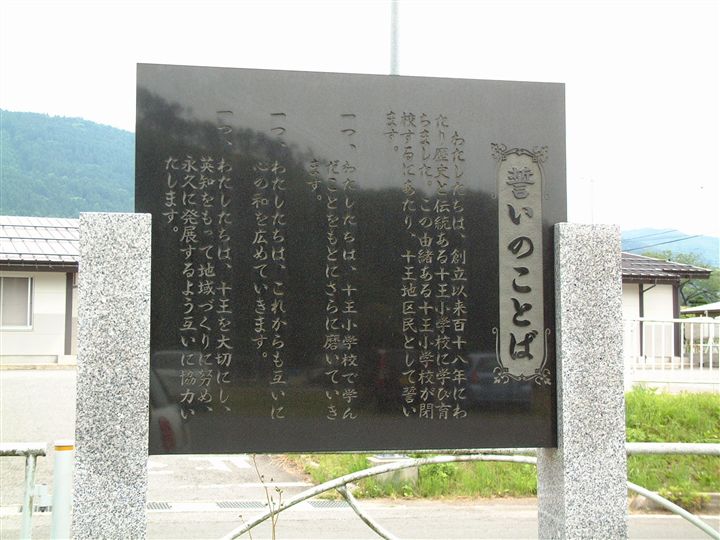 誓いのことば
わたしたちは、創立以来百十八年にわ
たり歴史と伝統ある十王小学校に学び育
ちました。この由緒ある十王小学校が閉
校するにあたり、十王地区民として誓い
ます。
一つ、わたしたちは、十王小学校で学ん
だことをもとにさらに磨いていき
ます。
一つ、わたしたちは、これからも互いに
心の和を広めていきます。
一つ、わたしたちは、十王を大切にし、
英知をもって地域づくりに努め、
永久に発展するよう互いに協力い
たします。